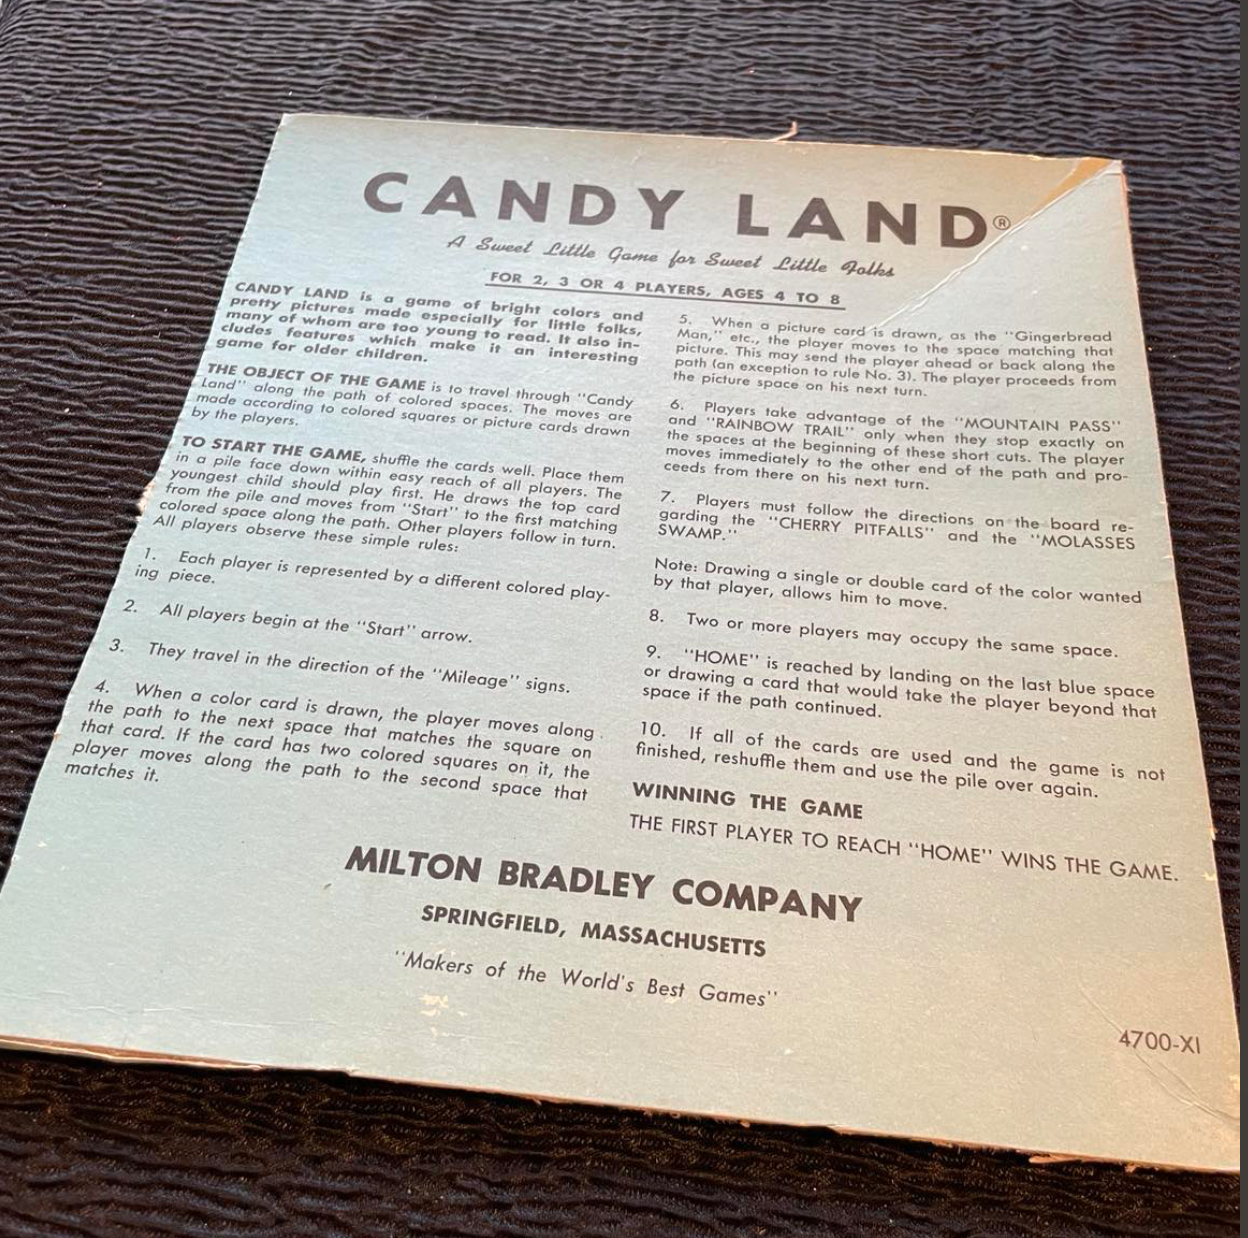 CANDY LAND®
A Sweet Little Game for Sweet Little Folks
FOR 2, 3 OR 4 PLAYERS, AGES 4 TO 8
CANDY LAND is a game of bright colors and
pretty pictures made especially for little folks,
many of whom are too young to read. It also in-
cludes features which make it an interesting
game for older children.
THE OBJECT OF THE GAME is to travel through "Candy
Land" along the path of colored spaces. The moves are
made according to colored squares or picture cards drawn
by the players.
TO START THE GAME, shuffle the cards well. Place them
in a pile face down within easy reach of all players. The
youngest child should play first. He draws the top card
from the pile and moves from "Start" to the first matching
colored space along the path. Other players follow in turn.
All players observe these simple rules:
1. Each player is represented by a different colored play-
ing piece.
2. All players begin at the "Start" arrow.
3. They travel in the direction of the "Mileage" signs.
4. When a color card is drawn, the player moves along
the path to the next space that matches the square on
that card. If the card has two colored squares on it, the
player moves along the path to the second space that
matches it.
5. When a picture card is drawn, as the "Gingerbread
Man," etc., the player moves to the space matching that
picture. This may send the player ahead or back along the
path (an exception to rule No. 3). The player proceeds from
the picture space on his next turn.
6. Players take advantage of the "MOUNTAIN PASS"
and "RAINBOW TRAIL" only when they stop exactly on
the spaces at the beginning of these short cuts. The player
moves immediately to the other end of the path and pro-
ceeds from there on his next turn.
7. Players must follow the directions on the board re-
garding the "CHERRY PITFALLS" and the "MOLASSES
SWAMP."
Note: Drawing a single or double card of the color wanted
by that player, allows him to move.
8. Two or more players may occupy the same space.
9. "HOME" is reached by landing on the last blue space
or drawing a card that would take the player beyond that
space if the path continued.
10. If all of the cards are used and the game is not
finished, reshuffle them and use the pile over again.
WINNING THE GAME
THE FIRST PLAYER TO REACH "HOME" WINS THE GAME.
MILTON BRADLEY COMPANY
SPRINGFIELD, MASSACHUSETTS
"Makers of the World's Best Games"
4700-XI